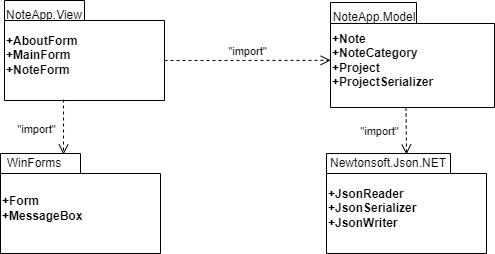 NoteApp.View
+AboutForm
+MainForm
+NoteForm
"import"
NoteApp.Model
+Note
+NoteCategory
+Project
+ProjectSerializer
"import"
"import"
WinForms
+Form
+MessageBox
Newtonsoft.Json.NET
+JsonReader
+JsonSerializer
+JsonWriter